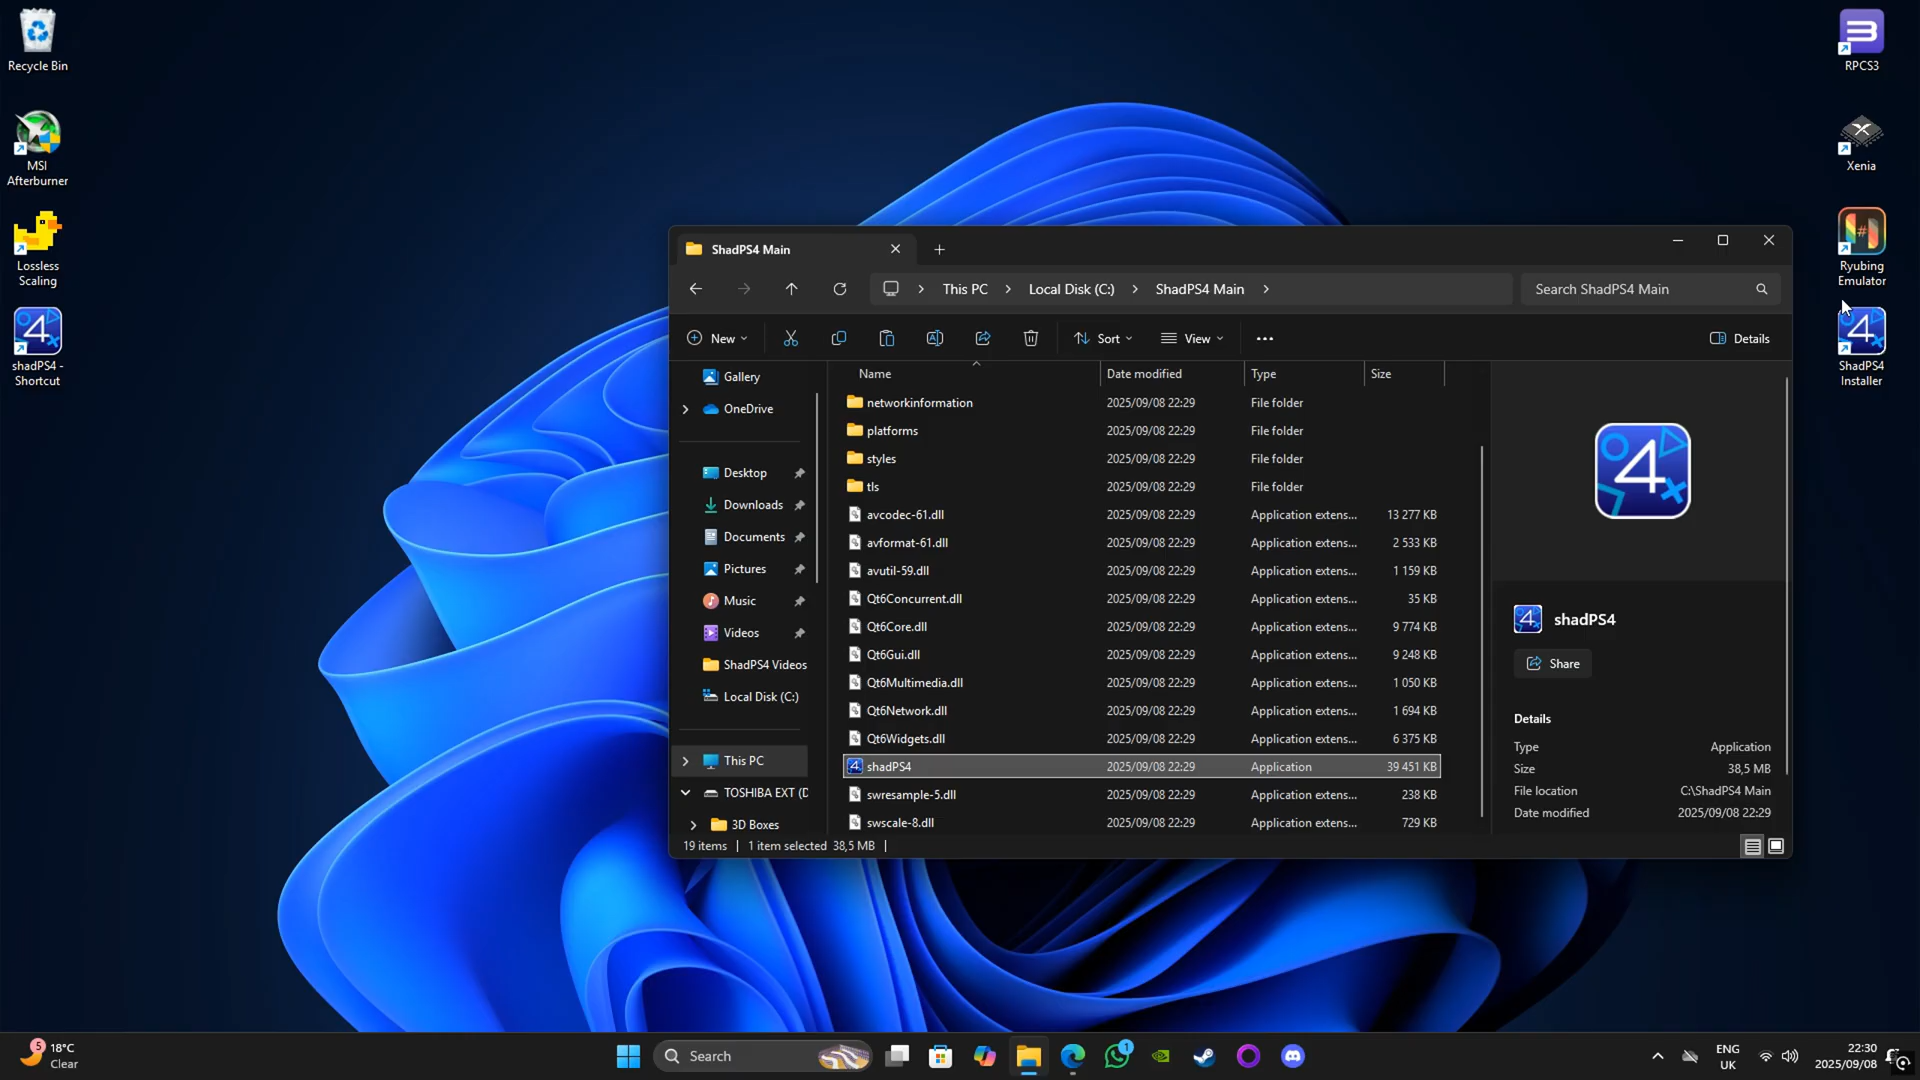 Recycle Bin
MSI
Afterburner
Lossless
Scaling
shadPS4 -
Shortcut
RPCS3
Xenia
Ryubing
Emulator
ShadPS4
Installer
ShadPS4 Main
This PC
Local Disk (C:)
ShadPS4 Main
Search ShadPS4 Main
New
Sort
View
Details
Gallery
OneDrive
Desktop
Downloads
Documents
Pictures
Music
Videos
ShadPS4 Videos
Local Disk (C:)
This PC
TOSHIBA EXT (D
3D Boxes
Name Date modified Type Size
networkinformation 2025/09/08 22:29 File folder
platforms 2025/09/08 22:29 File folder
styles 2025/09/08 22:29 File folder
tls 2025/09/08 22:29 File folder
avcodec-61.dll 2025/09/08 22:29 Application extens... 13 277 KB
avformat-61.dll 2025/09/08 22:29 Application extens... 2 533 KB
avutil-59.dll 2025/09/08 22:29 Application extens... 1 159 KB
Qt6Concurrent.dll 2025/09/08 22:29 Application extens... 35 KB
Qt6Core.dll 2025/09/08 22:29 Application extens... 9 774 KB
Qt6Gui.dll 2025/09/08 22:29 Application extens... 9 248 KB
Qt6Multimedia.dll 2025/09/08 22:29 Application extens... 1 050 KB
Qt6Network.dll 2025/09/08 22:29 Application extens... 1 694 KB
Qt6Widgets.dll 2025/09/08 22:29 Application extens... 6 375 KB
shadPS4 2025/09/08 22:29 Application 39 451 KB
swresample-5.dll 2025/09/08 22:29 Application extens... 238 KB
swscale-8.dll 2025/09/08 22:29 Application extens... 729 KB
4
shadPS4
Share
Details
Type Application
Size 38,5 MB
File location C:\ShadPS4 Main
Date modified 2025/09/08 22:29
19 items
1 item selected 38,5 MB
5
18°C
Clear
Search
1
ENG
UK
22:30
2025/09/08